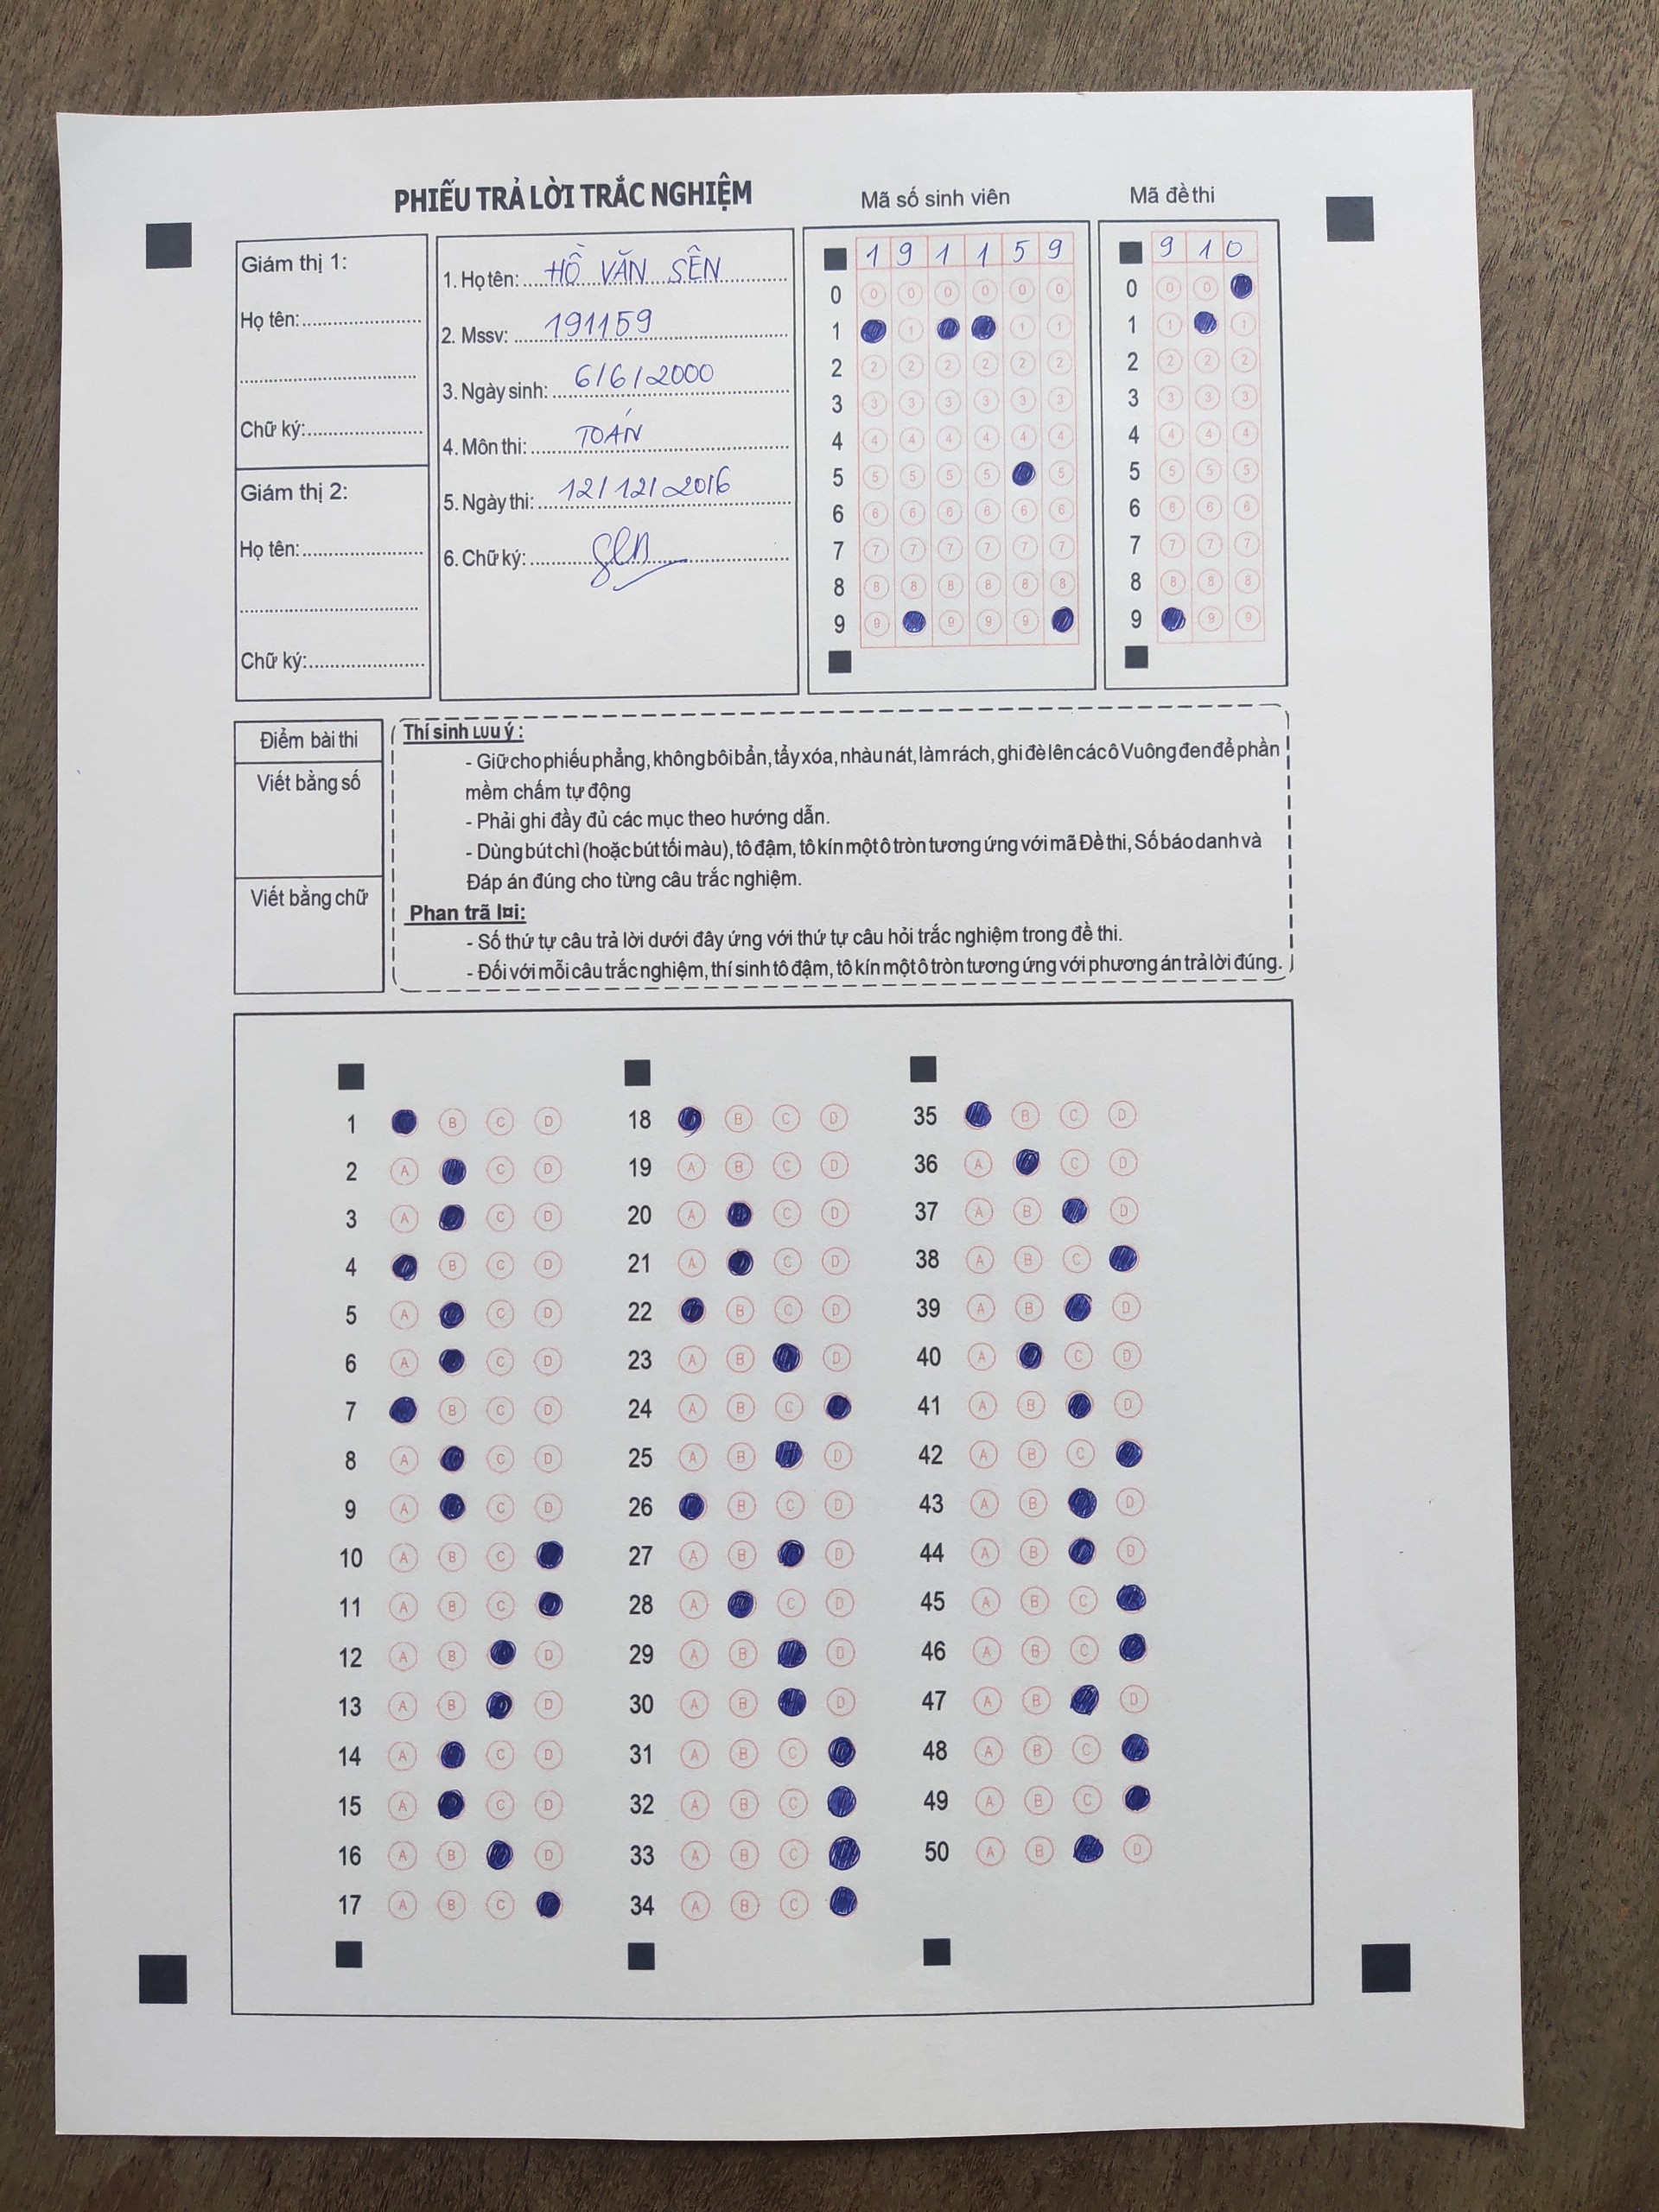 PHIẾU TRẢ LỜI TRẮC NGHIỆM
Mã số sinh viên
Mã đề thi
Giám thị 1:
Họ tên:
Chữ ký:
Giám thị 2:
Họ tên:
Chữ ký:
1. Họ tên: HỒ VĂN SÊN
2. Mssv: 191159
3. Ngày sinh: 6/6/2000
4. Môn thi: TOÁN
5. Ngày thi: 12/12/2016
6. Chữ ký:
1 9 1 1 5 9
0 0 0 0 0 0 0
1 1 1 1
2 2 2 2 2 2 2
3 3 3 3 3 3 3
4 4 4 4 4 4 4
5 5 5 5 5 5
6 6 6 6 6 6 6
7 7 7 7 7 7 7
8 8 8 8 8 8 8
9 9 9 9 9
9 1 0
0 0 0
1 1 1
2 2 2 2
3 3 3 3
4 4 4 4
5 5 5 5
6 6 6 6
7 7 7 7
8 8 8 8
9 9 9
Điểm bài thi
Viết bằng số
Viết bằng chữ
Thí sinh Lưu ý :
- Giữ cho phiếu phẳng, không bôi bẩn, tẩy xóa, nhàu nát, làm rách, ghi đè lên các ô Vuông đen để phần
mềm chấm tự động
- Phải ghi đầy đủ các mục theo hướng dẫn.
- Dùng bút chì (hoặc bút tối màu), tô đậm, tô kín một ô tròn tương ứng với mã Đề thi, Số báo danh và
Đáp án đúng cho từng câu trắc nghiệm.
Phan trã l¤i:
- Số thứ tự câu trả lời dưới đây ứng với thứ tự câu hỏi trắc nghiệm trong đề thi.
- Đối với mỗi câu trắc nghiệm, thí sinh tô đậm, tô kín một ô tròn tương ứng với phương án trả lời đúng.
1 B C D
2 A C D
3 A C D
4 B C D
5 A C D
6 A C D
7 B C D
8 A C D
9 A C D
10 A B C
11 A B C
12 A B D
13 A B D
14 A C D
15 A C D
16 A B D
17 A B C
18 B C D
19 A B C D
20 A C D
21 A C D
22 B C D
23 A B D
24 A B C
25 A B D
26 B C D
27 A B D
28 A C D
29 A B D
30 A B D
31 A B C
32 A B C
33 A B C
34 A B C
35 B C D
36 A C D
37 A B D
38 A B C
39 A B D
40 A C D
41 A B D
42 A B C
43 A B D
44 A B D
45 A B C
46 A B C
47 A B D
48 A B C
49 A B C
50 A B D